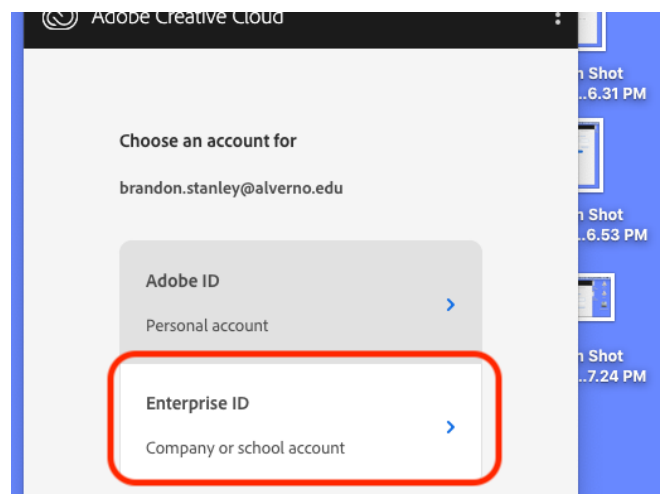 Adobe Creative Cloud
Choose an account for
brandon.stanley@alverno.edu
Adobe ID
Personal account
Enterprise ID
Company or school account
Shot
..6.31 PM
Shot
..6.53 PM
Shot
..7.24 PM